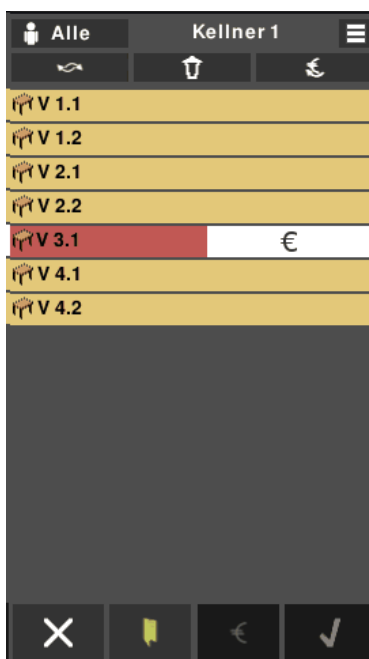 Alle Kellner 1
V 1.1
V 1.2
V 2.1
V 2.2
V 3.1 €
V 4.1
V 4.2
€